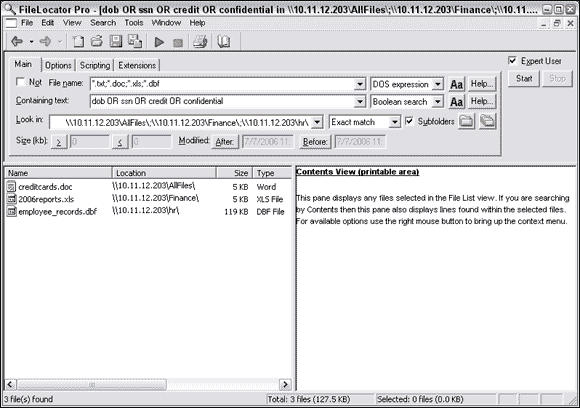 FileLocator Pro - [dob OR ssn OR credit OR confidential in \\10.11.12.203\AllFiles\;\\10.11.12.203\Finance\;\\10.11....
File Edit View Search Tools Window Help
Main Options Scripting Extensions
Expert User
Not File name: "*.txt;*.doc;*.xls;*.dbf DOS expression Aa Help... Start Stop
Containing text: dob OR ssn OR credit OR confidential Boolean search Aa Help...
Look in: \\10.11.12.203\AllFiles\;\\10.11.12.203\Finance\;\\10.11.12.203\hr\ Exact match Subfolders
Size (kb): > 0 < 0 Modified: After: 7/7/2006 11: Before: 7/7/2006 11:
Name Location Size Type
creditcards.doc \\10.11.12.203\AllFiles\ 5 KB Word
2006reports.xls \\10.11.12.203\Finance\ 5 KB XLS File
employee_records.dbf \\10.11.12.203\hr\ 119 KB DBF File
Contents View (printable area)
This pane displays any files selected in the File List view. If you are searching
by Contents then this pane also displays lines found within the selected files.
For available options use the right mouse button to bring up the context menu.
3 file(s) found Total: 3 files (127.5 KB) Selected: 0 files (0.0 KB)